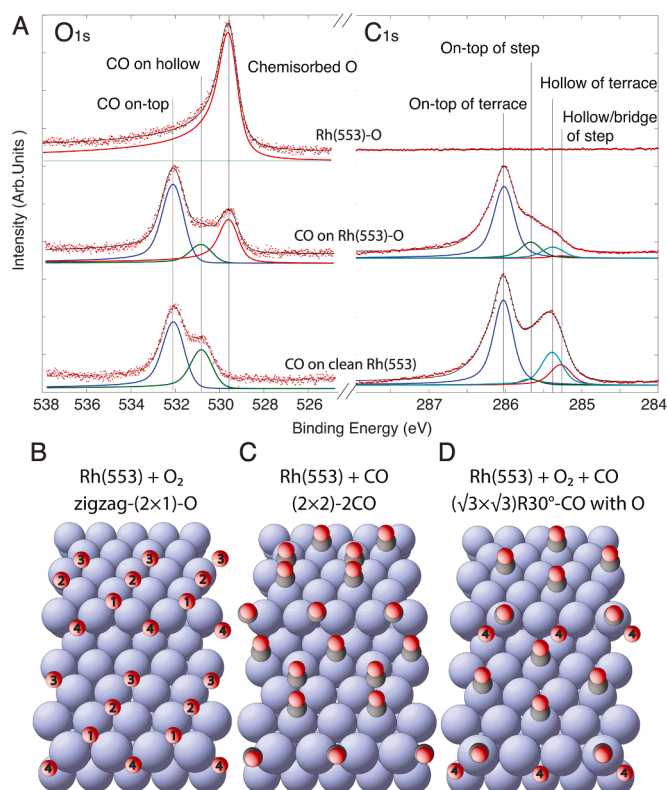 A
O1s
C1s
CO on hollow
Chemisorbed O
CO on-top
Rh(553)-O
On-top of step
Hollow of terrace
On-top of terrace
Hollow/bridge
of step
CO on Rh(553)-O
CO on clean Rh(553)
Intensity (Arb.Units)
538 536 534 532 530 528 526 287 286 285 284
Binding Energy (eV)
B
Rh(553) + O₂
zigzag-(2×1)-O
C
Rh(553) + CO
(2×2)-2CO
D
Rh(553) + O₂ + CO
(√3×√3)R30°-CO with O
3 3 3
2 2 2
1 1
4 4 4
3 3 3
2 2
1 1
4 4 4
4 4
4 4